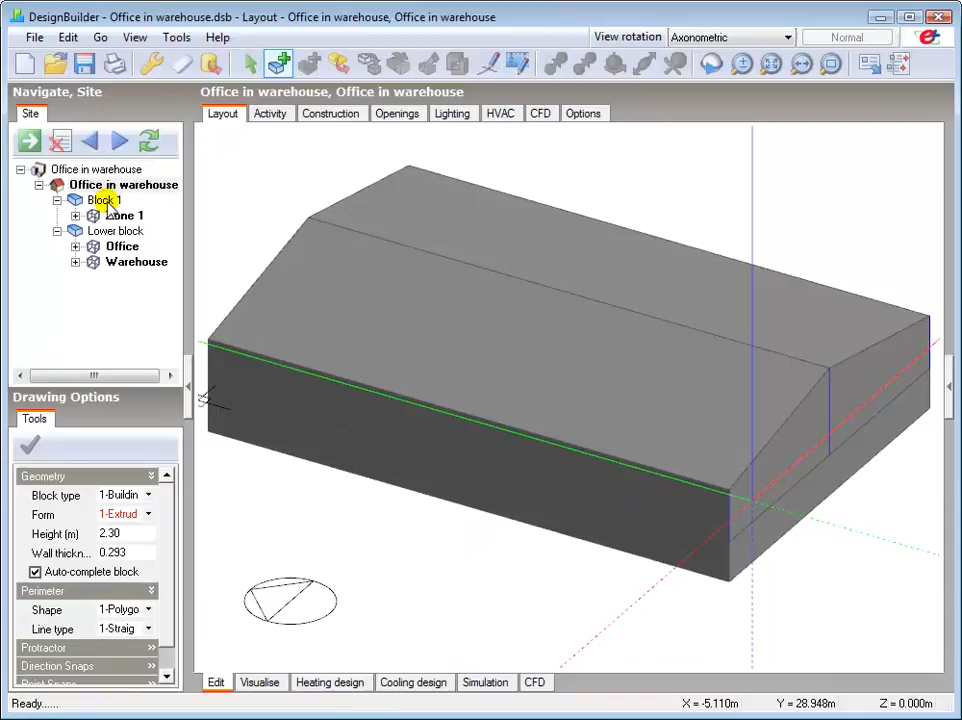 DesignBuilder - Office in warehouse.dsb - Layout - Office in warehouse, Office in warehouse
File Edit Go View Tools Help View rotation Axonometric Normal
Navigate, Site
Office in warehouse, Office in warehouse
Site
Layout Activity Construction Openings Lighting HVAC CFD Options
Office in warehouse
Office in warehouse
Block 1
Zone 1
Lower block
Office
Warehouse
Drawing Options
Tools
Geometry
Block type 1-Buildin
Form 1-Extrud
Height (m) 2.30
Wall thickn... 0.293
Auto-complete block
Perimeter
Shape 1-Polygo
Line type 1-Straig
Protractor
Direction Snaps
Edit Visualise Heating design Cooling design Simulation CFD
Ready...... X = -5.110m Y = 28.948m Z = 0.000m